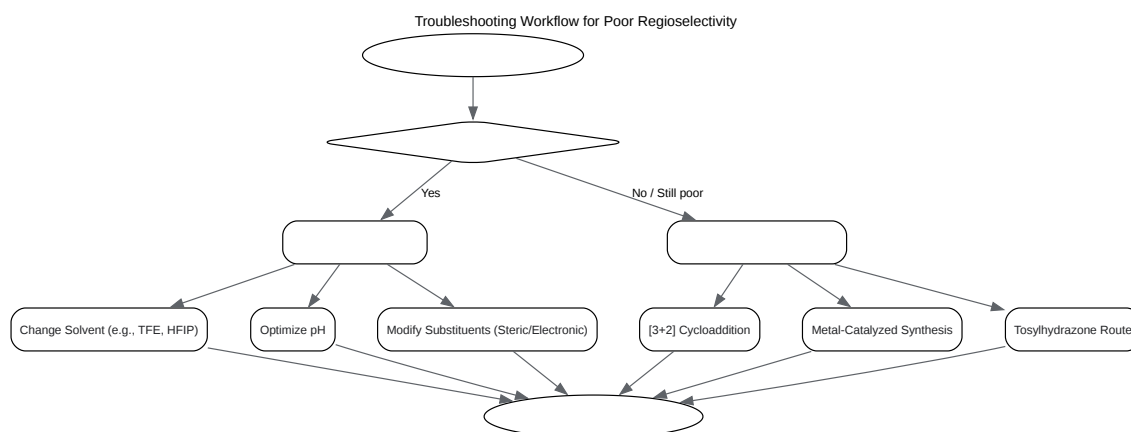 Troubleshooting Workflow for Poor Regioselectivity
Yes
No / Still poor
Change Solvent (e.g., TFE, HFIP)
Optimize pH
Modify Substituents (Steric/Electronic)
[3+2] Cycloaddition
Metal-Catalyzed Synthesis
Tosylhydrazone Route